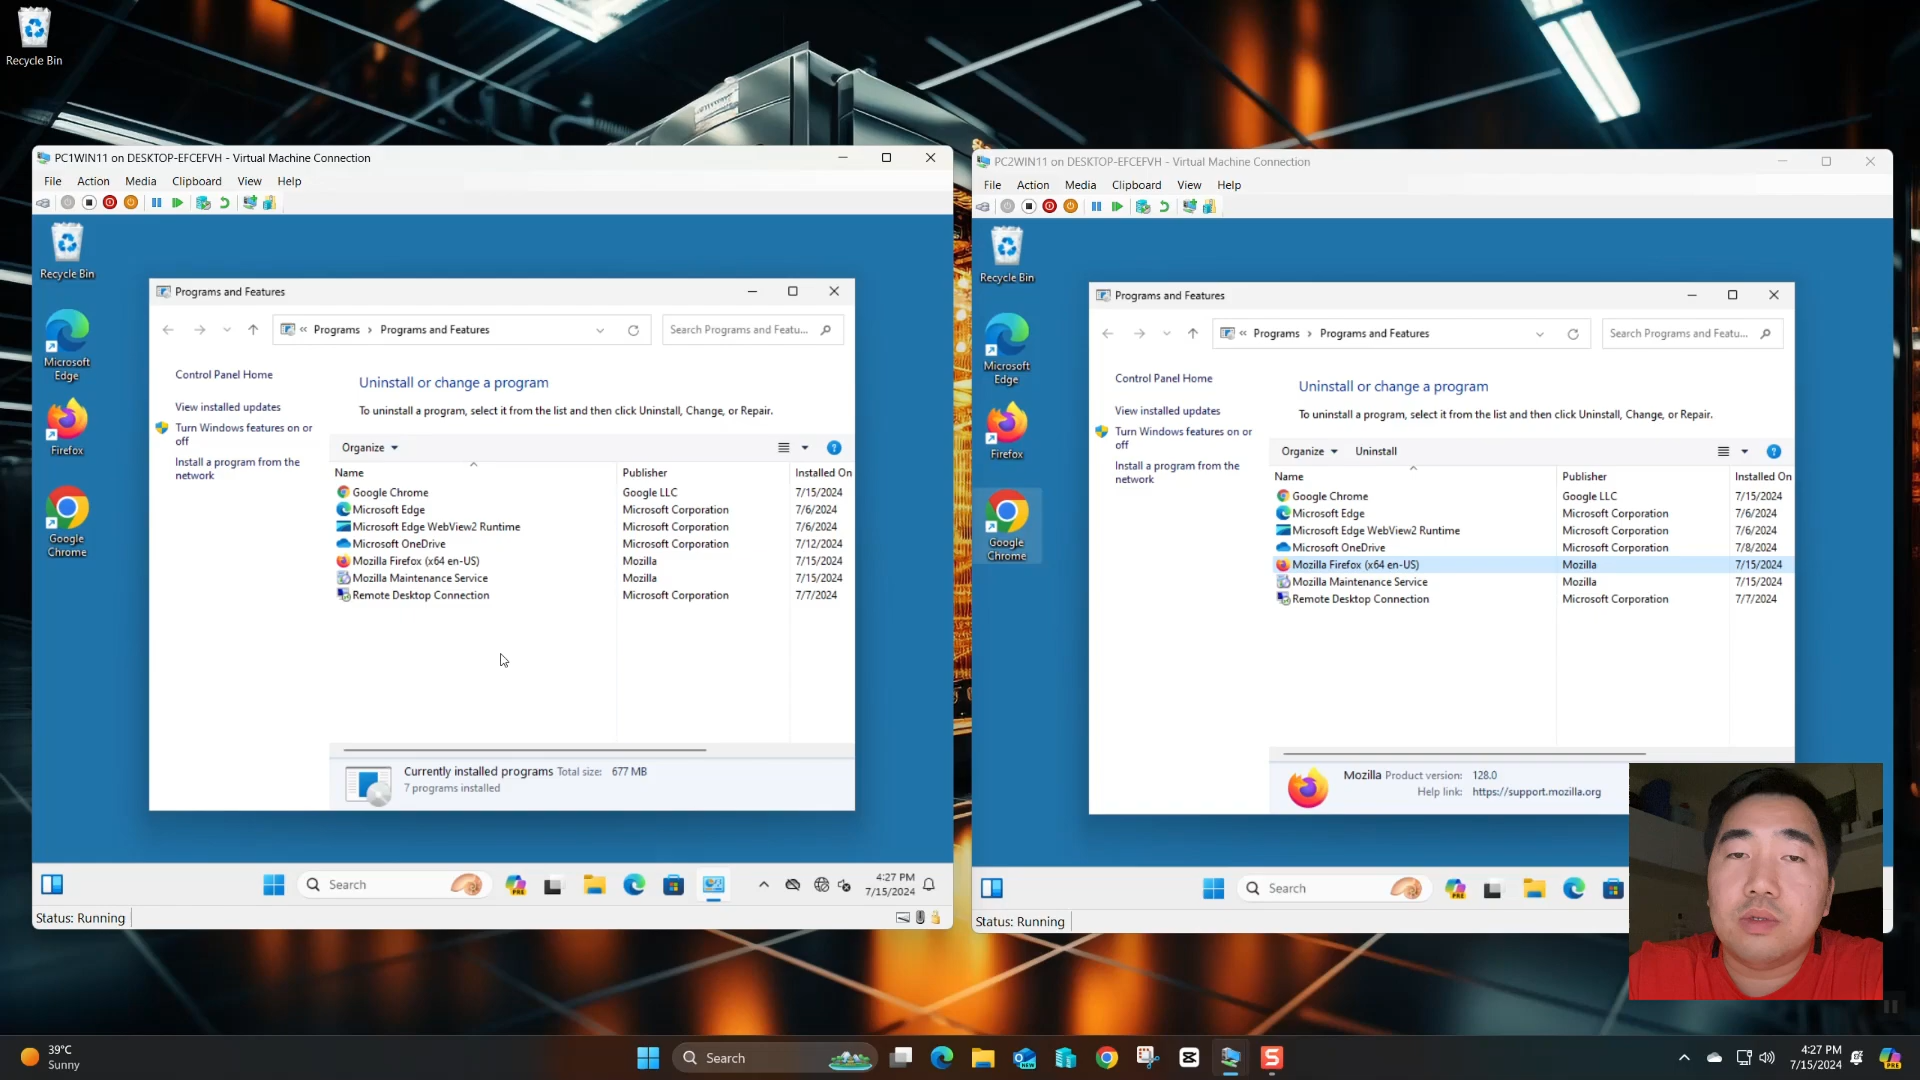 Recycle Bin
PC1WIN11 on DESKTOP-EFCEFVH - Virtual Machine Connection
File Action Media Clipboard View Help
Recycle Bin
Microsoft Edge
Firefox
Google Chrome
Programs and Features
« Programs › Programs and Features
Search Programs and Featu...
Control Panel Home
View installed updates
Turn Windows features on or off
Install a program from the network
Uninstall or change a program
To uninstall a program, select it from the list and then click Uninstall, Change, or Repair.
Organize
Name Publisher Installed On
Google Chrome Google LLC 7/15/2024
Microsoft Edge Microsoft Corporation 7/6/2024
Microsoft Edge WebView2 Runtime Microsoft Corporation 7/6/2024
Microsoft OneDrive Microsoft Corporation 7/12/2024
Mozilla Firefox (x64 en-US) Mozilla 7/15/2024
Mozilla Maintenance Service Mozilla 7/15/2024
Remote Desktop Connection Microsoft Corporation 7/7/2024
Currently installed programs Total size: 677 MB
7 programs installed
Search
PRE
4:27 PM
7/15/2024
Status: Running
PC2WIN11 on DESKTOP-EFCEFVH - Virtual Machine Connection
File Action Media Clipboard View Help
Recycle Bin
Microsoft Edge
Firefox
Google Chrome
Programs and Features
« Programs › Programs and Features
Search Programs and Featu...
Control Panel Home
View installed updates
Turn Windows features on or off
Install a program from the network
Uninstall or change a program
To uninstall a program, select it from the list and then click Uninstall, Change, or Repair.
Organize Uninstall
Name Publisher Installed On
Google Chrome Google LLC 7/15/2024
Microsoft Edge Microsoft Corporation 7/6/2024
Microsoft Edge WebView2 Runtime Microsoft Corporation 7/6/2024
Microsoft OneDrive Microsoft Corporation 7/8/2024
Mozilla Firefox (x64 en-US) Mozilla 7/15/2024
Mozilla Maintenance Service Mozilla 7/15/2024
Remote Desktop Connection Microsoft Corporation 7/7/2024
Mozilla Product version: 128.0
Help link: https://support.mozilla.org
Search
PRE
Status: Running
39°C
Sunny
Search
NEW
S
4:27 PM
7/15/2024
PRE